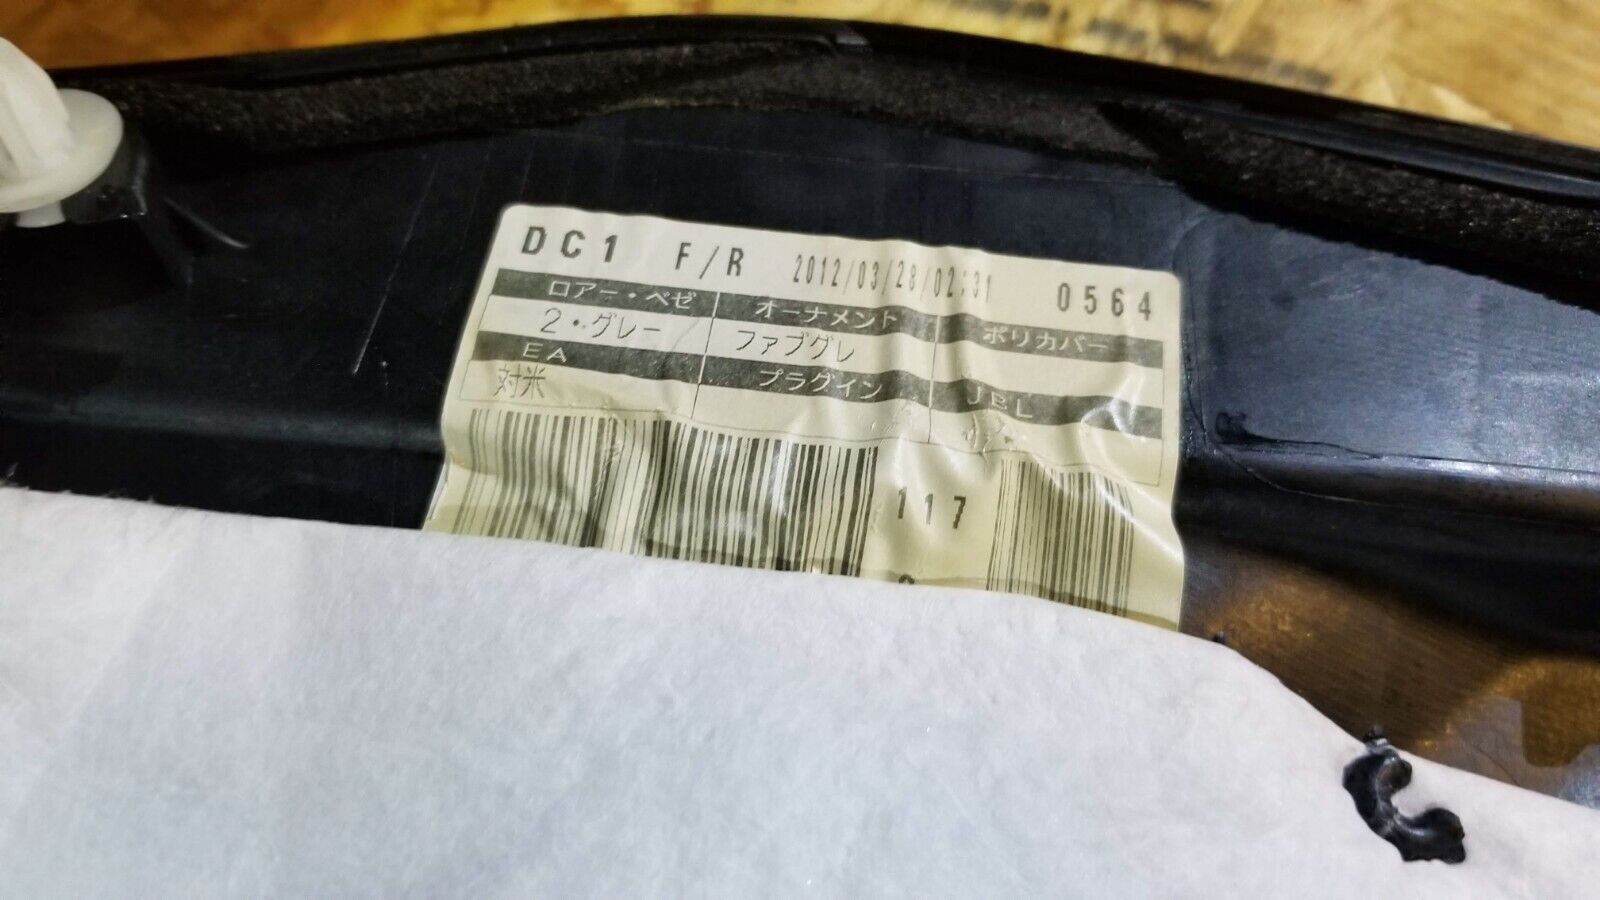 DC1 F/R 2012/03/28/02:31 0564
ロアー・ベゼ オーナメント ポリカバー
2・グレー ファブグレ
EA プラグイン JBL
対米
117